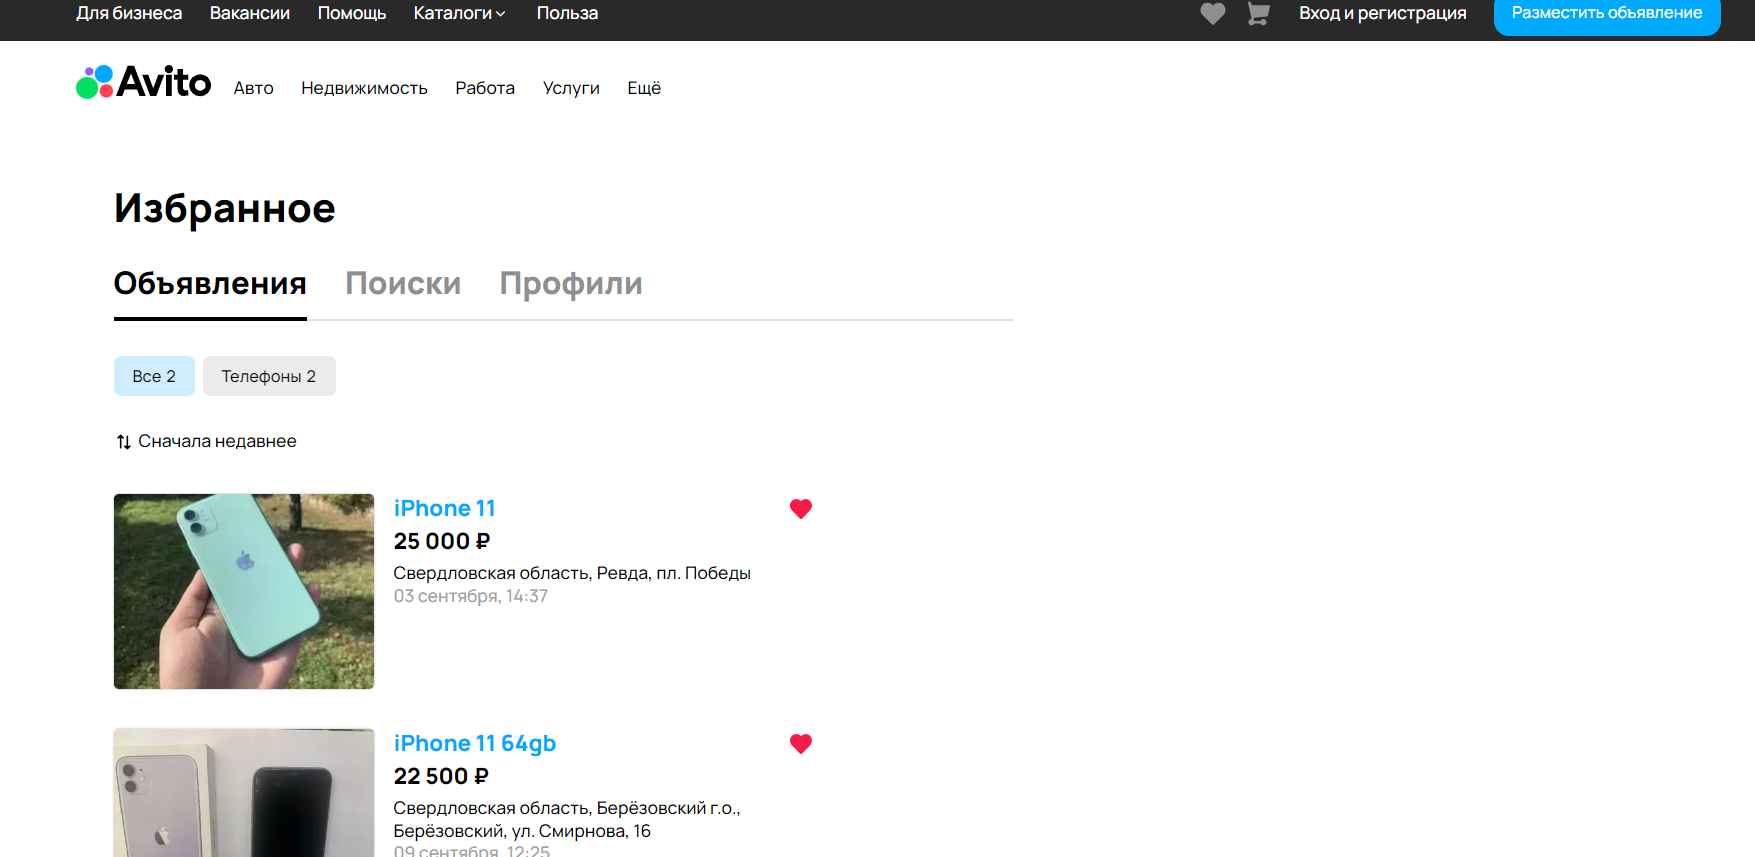 Для бизнеса Вакансии Помощь Каталоги Польза Вход и регистрация Разместить объявление
Avito Авто Недвижимость Работа Услуги Ещё
Избранное
Объявления Поиски Профили
Все 2 Телефоны 2
Сначала недавнее
iPhone 11
25 000 ₽
Свердловская область, Ревда, пл. Победы
03 сентября, 14:37
iPhone 11 64gb
22 500 ₽
Свердловская область, Берёзовский г.о.,
Берёзовский, ул. Смирнова, 16
09 сентября, 12:25